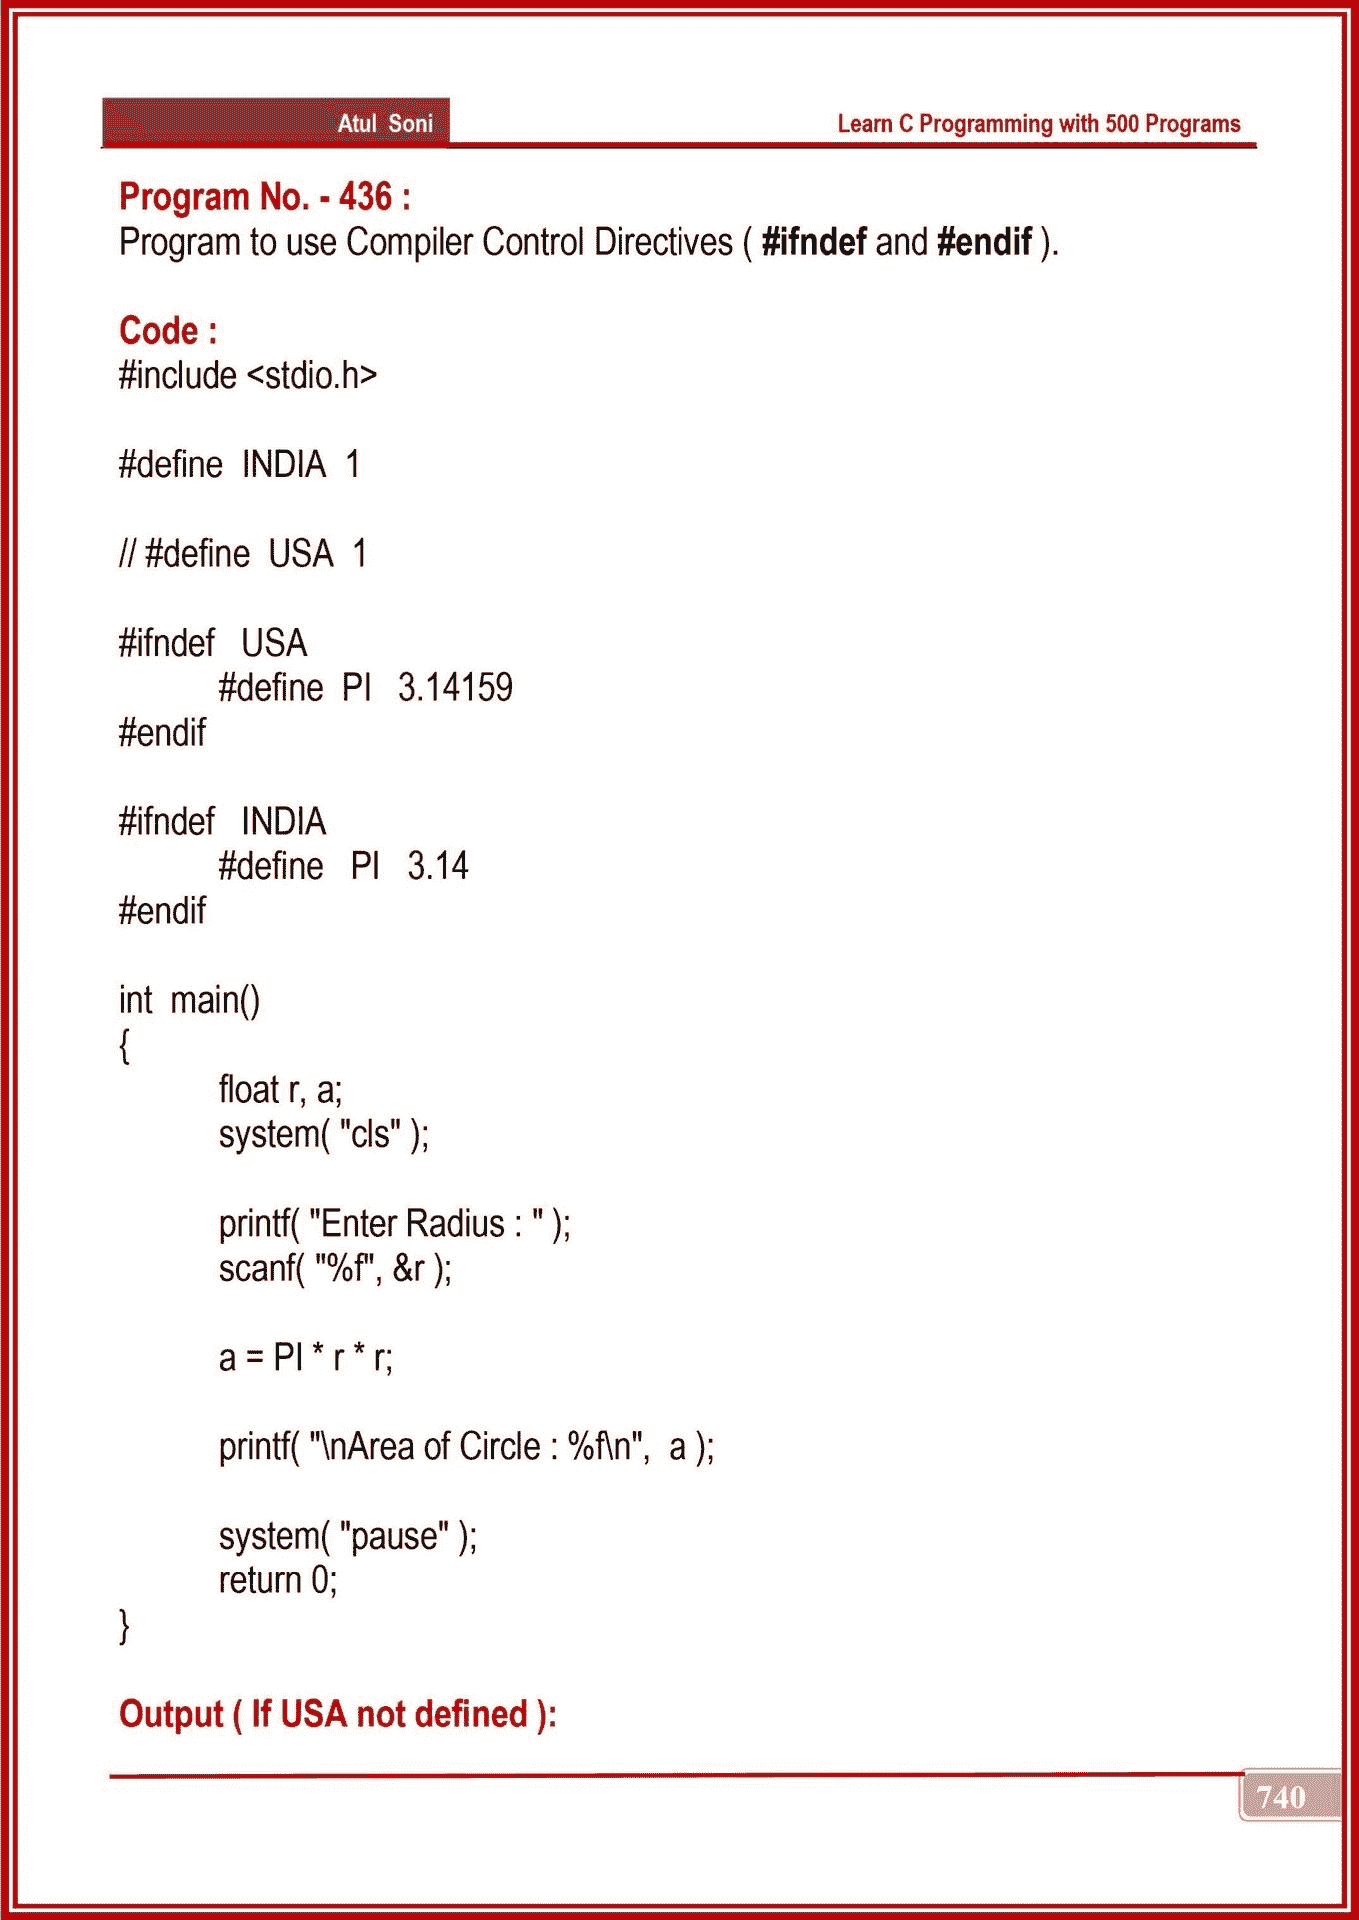 Atul Soni
Learn C Programming with 500 Programs
Program No. - 436 :
Program to use Compiler Control Directives ( #ifndef and #endif ).
Code :
#include <stdio.h>
#define INDIA 1
// #define USA 1
#ifndef USA
#define PI 3.14159
#endif
#ifndef INDIA
#define PI 3.14
#endif
int main()
{
float r, a;
system( "cls" );
printf( "Enter Radius : " );
scanf( "%f", &r );
a = PI * r * r;
printf( "\nArea of Circle : %f\n", a );
system( "pause" );
return 0;
}
Output ( If USA not defined ):
740